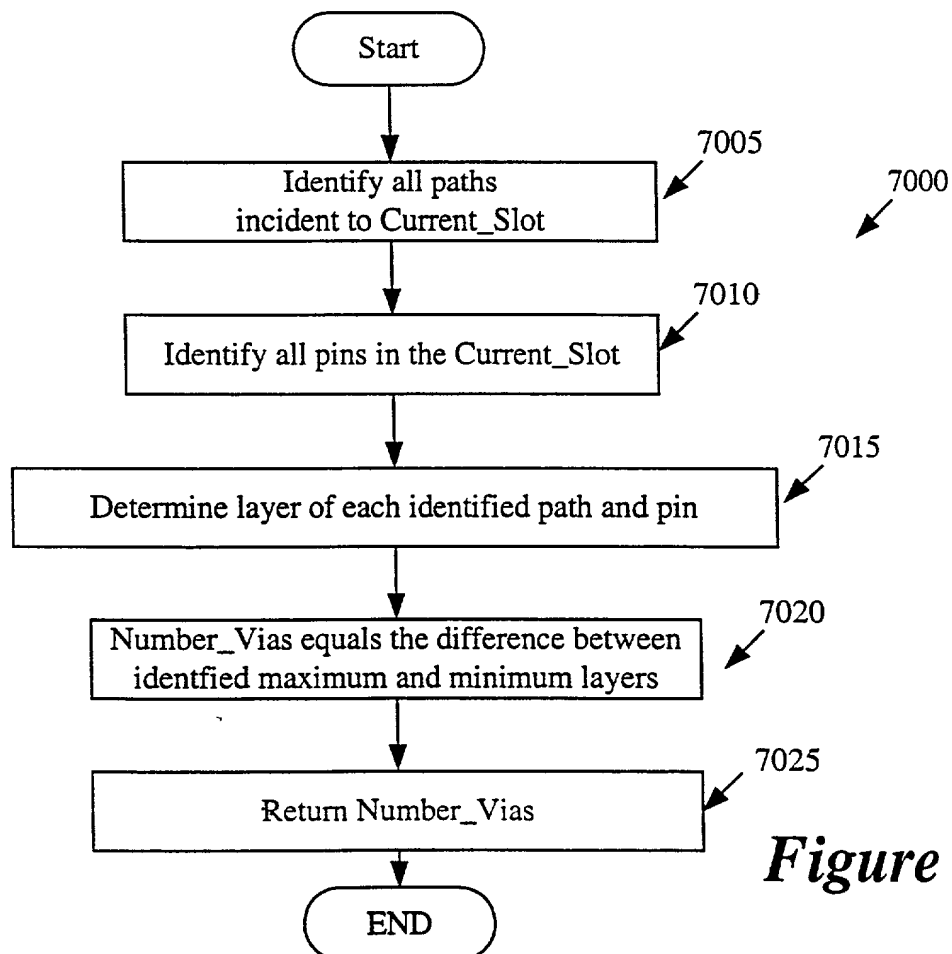 Start
7005
Identify all paths
incident to Current_Slot
7000
7010
Identify all pins in the Current_Slot
7015
Determine layer of each identified path and pin
7020
Number_Vias equals the difference between
identfied maximum and minimum layers
7025
Return Number_Vias
Figure
END